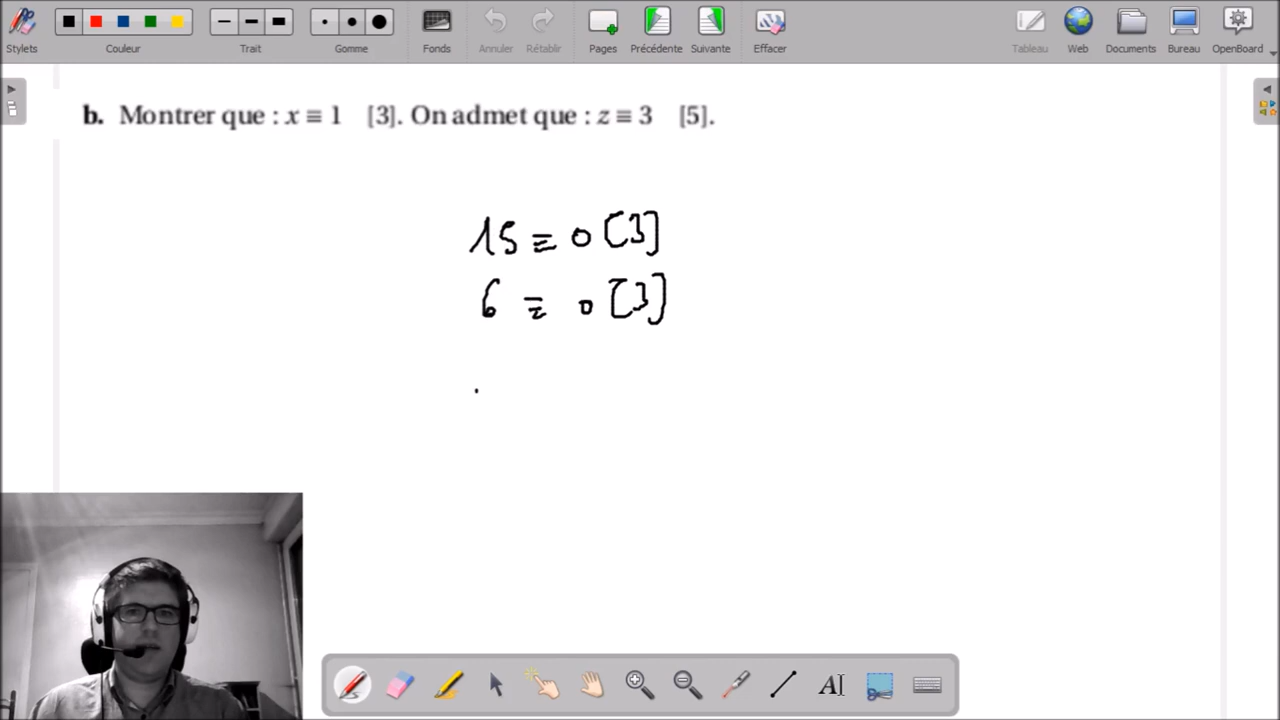 Stylets Couleur Trait Gomme Fonds Annuler Rétablir Pages Précédente Suivante Effacer Tableau Web Documents Bureau OpenBoard
b. Montrer que : x ≡ 1 [3]. On admet que : z ≡ 3 [5].
15 ≡ 0 [3]
6 ≡ 0 [3]
AI